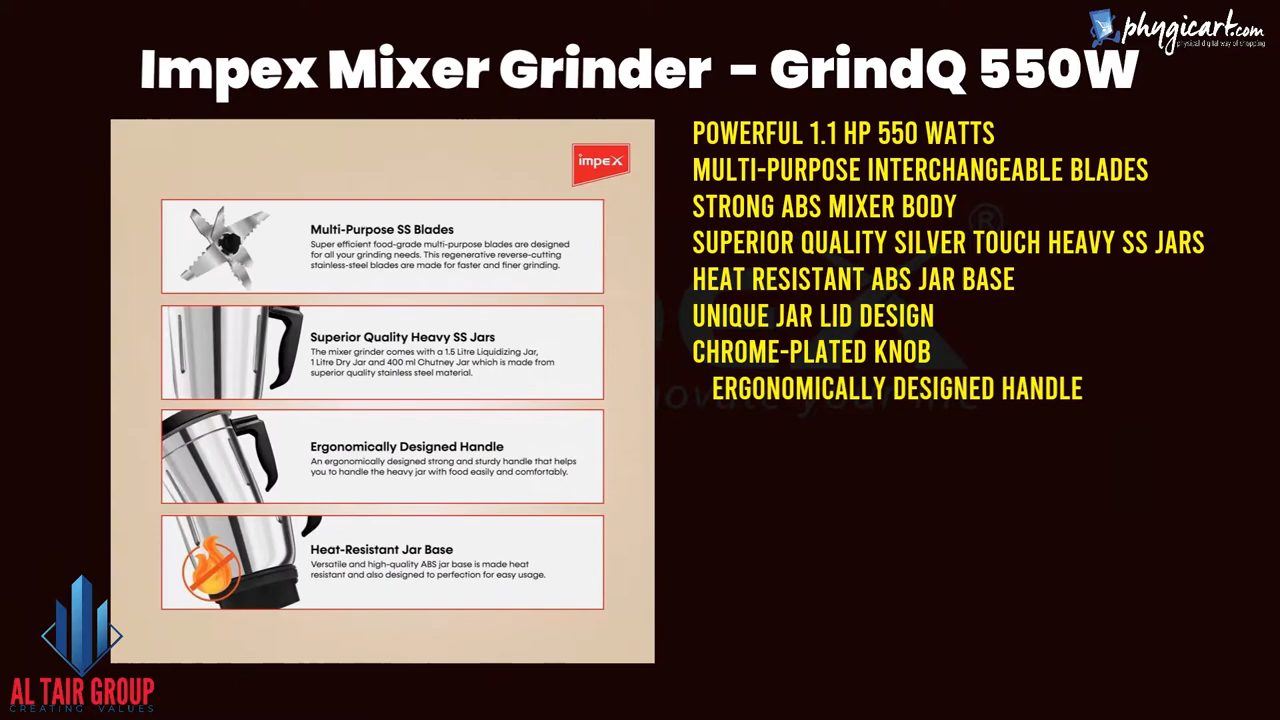 phygicart.com
physical digital way of shopping
Impex Mixer Grinder – GrindQ 550W
impex
Multi-Purpose SS Blades
Super efficient food-grade multi-purpose blades are designed
for all your grinding needs. This regenerative reverse-cutting
stainless-steel blades are made for faster and finer grinding.
Superior Quality Heavy SS Jars
The mixer grinder comes with a 1.5 Litre Liquidizing Jar,
1 Litre Dry Jar and 400 ml Chutney Jar which is made from
superior quality stainless steel material.
Ergonomically Designed Handle
An ergonomically designed strong and sturdy handle that helps
you to handle the heavy jar with food easily and comfortably.
Heat-Resistant Jar Base
Versatile and high-quality ABS jar base is made heat
resistant and also designed to perfection for easy usage.
POWERFUL 1.1 HP 550 WATTS
MULTI-PURPOSE INTERCHANGEABLE BLADES
STRONG ABS MIXER BODY
SUPERIOR QUALITY SILVER TOUCH HEAVY SS JARS
HEAT RESISTANT ABS JAR BASE
UNIQUE JAR LID DESIGN
CHROME-PLATED KNOB
ERGONOMICALLY DESIGNED HANDLE
®
AL TAIR GROUP
CREATING VALUES